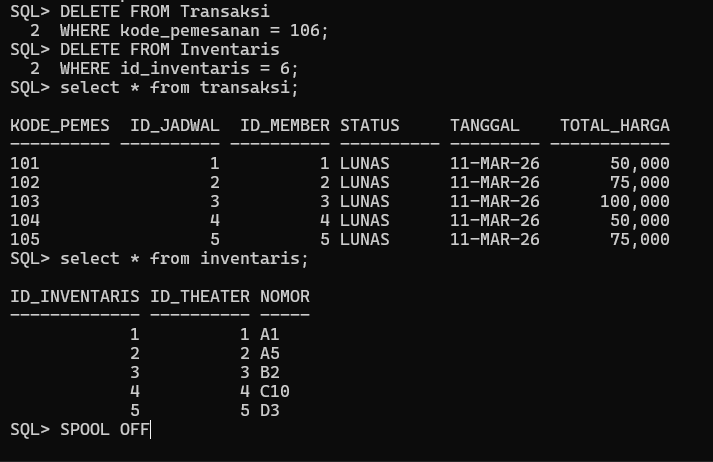 SQL> DELETE FROM Transaksi
  2  WHERE kode_pemesanan = 106;
SQL> DELETE FROM Inventaris
  2  WHERE id_inventaris = 6;
SQL> select * from transaksi;

KODE_PEMES  ID_JADWAL  ID_MEMBER STATUS     TANGGAL    TOTAL_HARGA
---------- ---------- ---------- ---------- --------- ------------
101                 1          1 LUNAS      11-MAR-26       50,000
102                 2          2 LUNAS      11-MAR-26       75,000
103                 3          3 LUNAS      11-MAR-26      100,000
104                 4          4 LUNAS      11-MAR-26       50,000
105                 5          5 LUNAS      11-MAR-26       75,000
SQL> select * from inventaris;

ID_INVENTARIS ID_THEATER NOMOR
------------- ---------- -----
            1          1 A1
            2          2 A5
            3          3 B2
            4          4 C10
            5          5 D3
SQL> SPOOL OFF